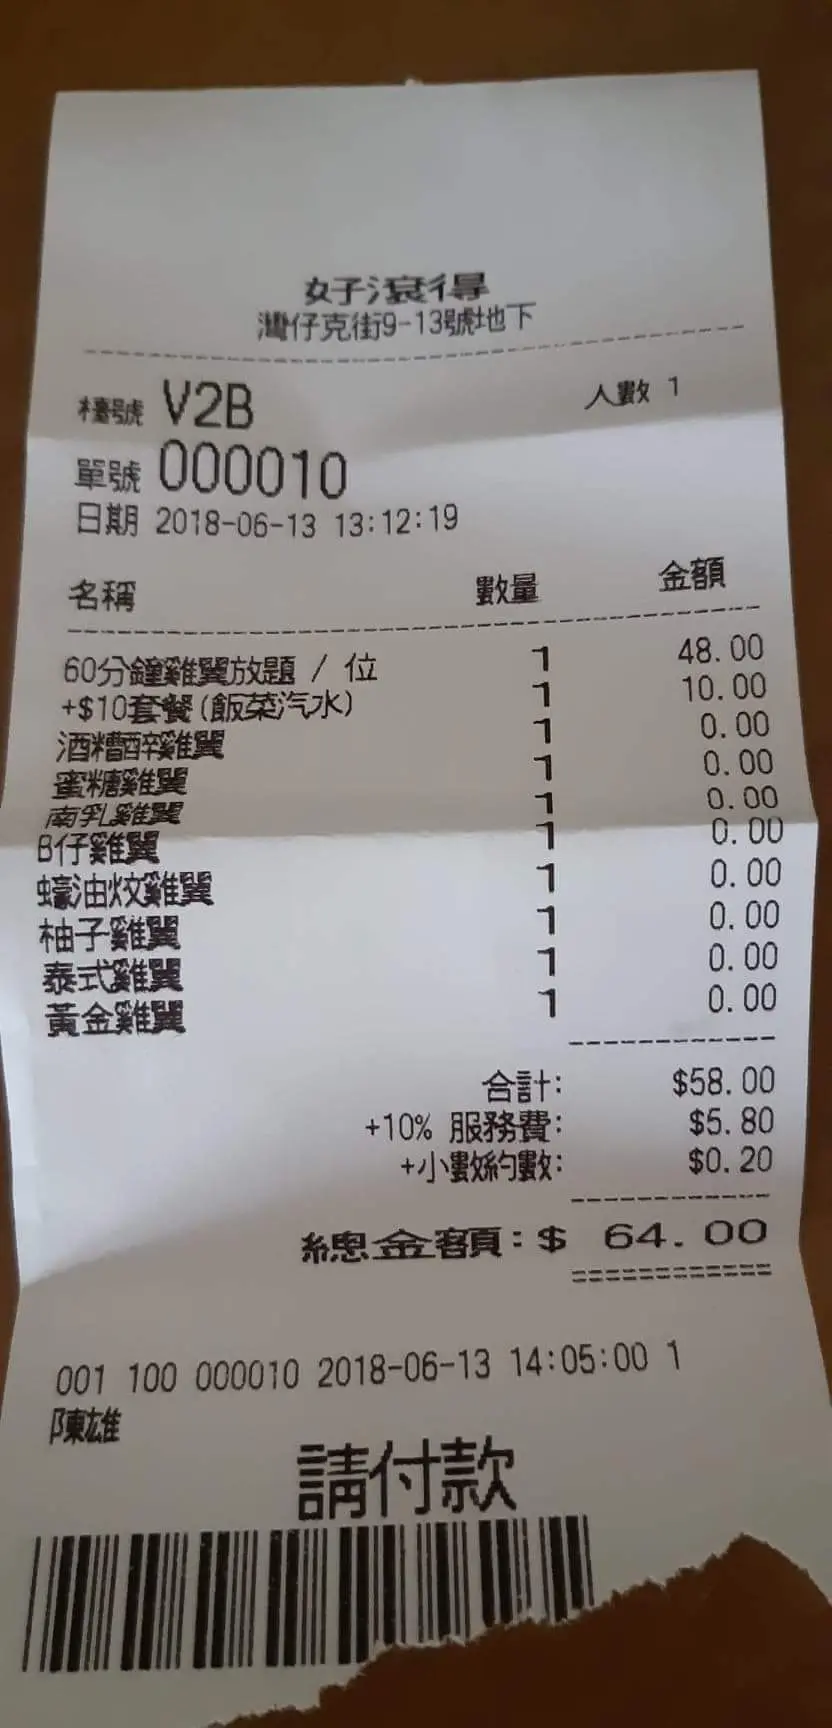 好滾得
灣仔克街9-13號地下
檯號 V2B 人數 1
單號 000010
日期 2018-06-13 13:12:19
名稱 數量 金額
60分鐘雞翼放題 / 位 1 48.00
+$10套餐(飯菜汽水) 1 10.00
酒糟醉雞翼 1 0.00
蜜糖雞翼 1 0.00
南乳雞翼 1 0.00
B仔雞翼 1 0.00
蠔油炆雞翼 1 0.00
柚子雞翼 1 0.00
泰式雞翼 1 0.00
黃金雞翼 1 0.00
合計: $58.00
+10% 服務費: $5.80
+小數約數: $0.20
總金額:$ 64.00
001 100 000010 2018-06-13 14:05:00 1
陳雄
請付款